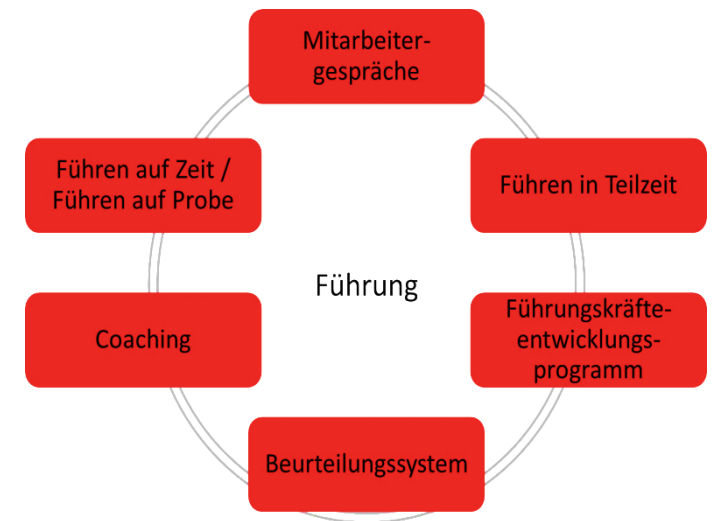 Mitarbeiter-
gespräche
Führen auf Zeit /
Führen auf Probe
Führen in Teilzeit
Führung
Coaching
Führungskräfte-
entwicklungs-
programm
Beurteilungssystem